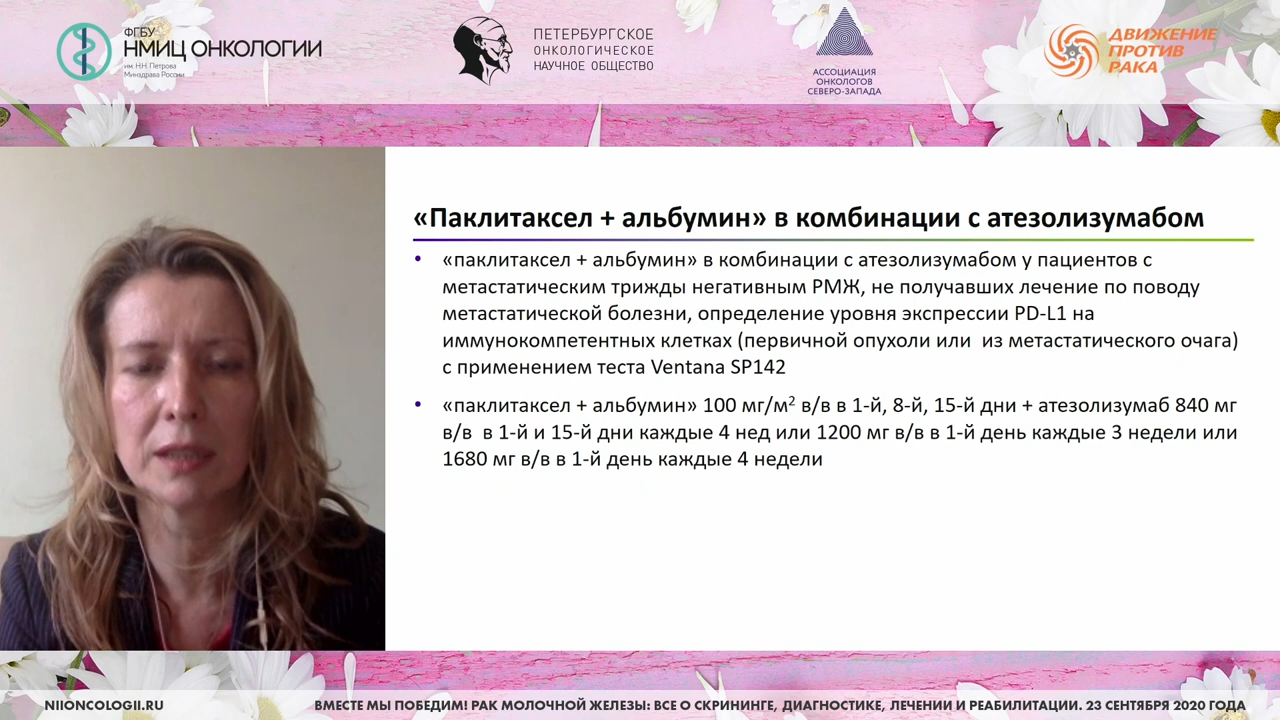 ФГБУ
НМИЦ ОНКОЛОГИИ
им. Н.Н. Петрова
Минздрава России
ПЕТЕРБУРГСКОЕ
ОНКОЛОГИЧЕСКОЕ
НАУЧНОЕ ОБЩЕСТВО
АССОЦИАЦИЯ
ОНКОЛОГОВ
СЕВЕРО-ЗАПАДА
ДВИЖЕНИЕ
ПРОТИВ
РАКА
«Паклитаксел + альбумин» в комбинации с атезолизумабом
• «паклитаксел + альбумин» в комбинации с атезолизумабом у пациентов с
метастатическим трижды негативным РМЖ, не получавших лечение по поводу
метастатической болезни, определение уровня экспрессии PD-L1 на
иммунокомпетентных клетках (первичной опухоли или из метастатического очага)
с применением теста Ventana SP142
• «паклитаксел + альбумин» 100 мг/м² в/в в 1-й, 8-й, 15-й дни + атезолизумаб 840 мг
в/в в 1-й и 15-й дни каждые 4 нед или 1200 мг в/в в 1-й день каждые 3 недели или
1680 мг в/в в 1-й день каждые 4 недели
NIIONCOLOGII.RU
ВМЕСТЕ МЫ ПОБЕДИМ! РАК МОЛОЧНОЙ ЖЕЛЕЗЫ: ВСЕ О СКРИНИНГЕ, ДИАГНОСТИКЕ, ЛЕЧЕНИИ И РЕАБИЛИТАЦИИ. 23 СЕНТЯБРЯ 2020 ГОДА